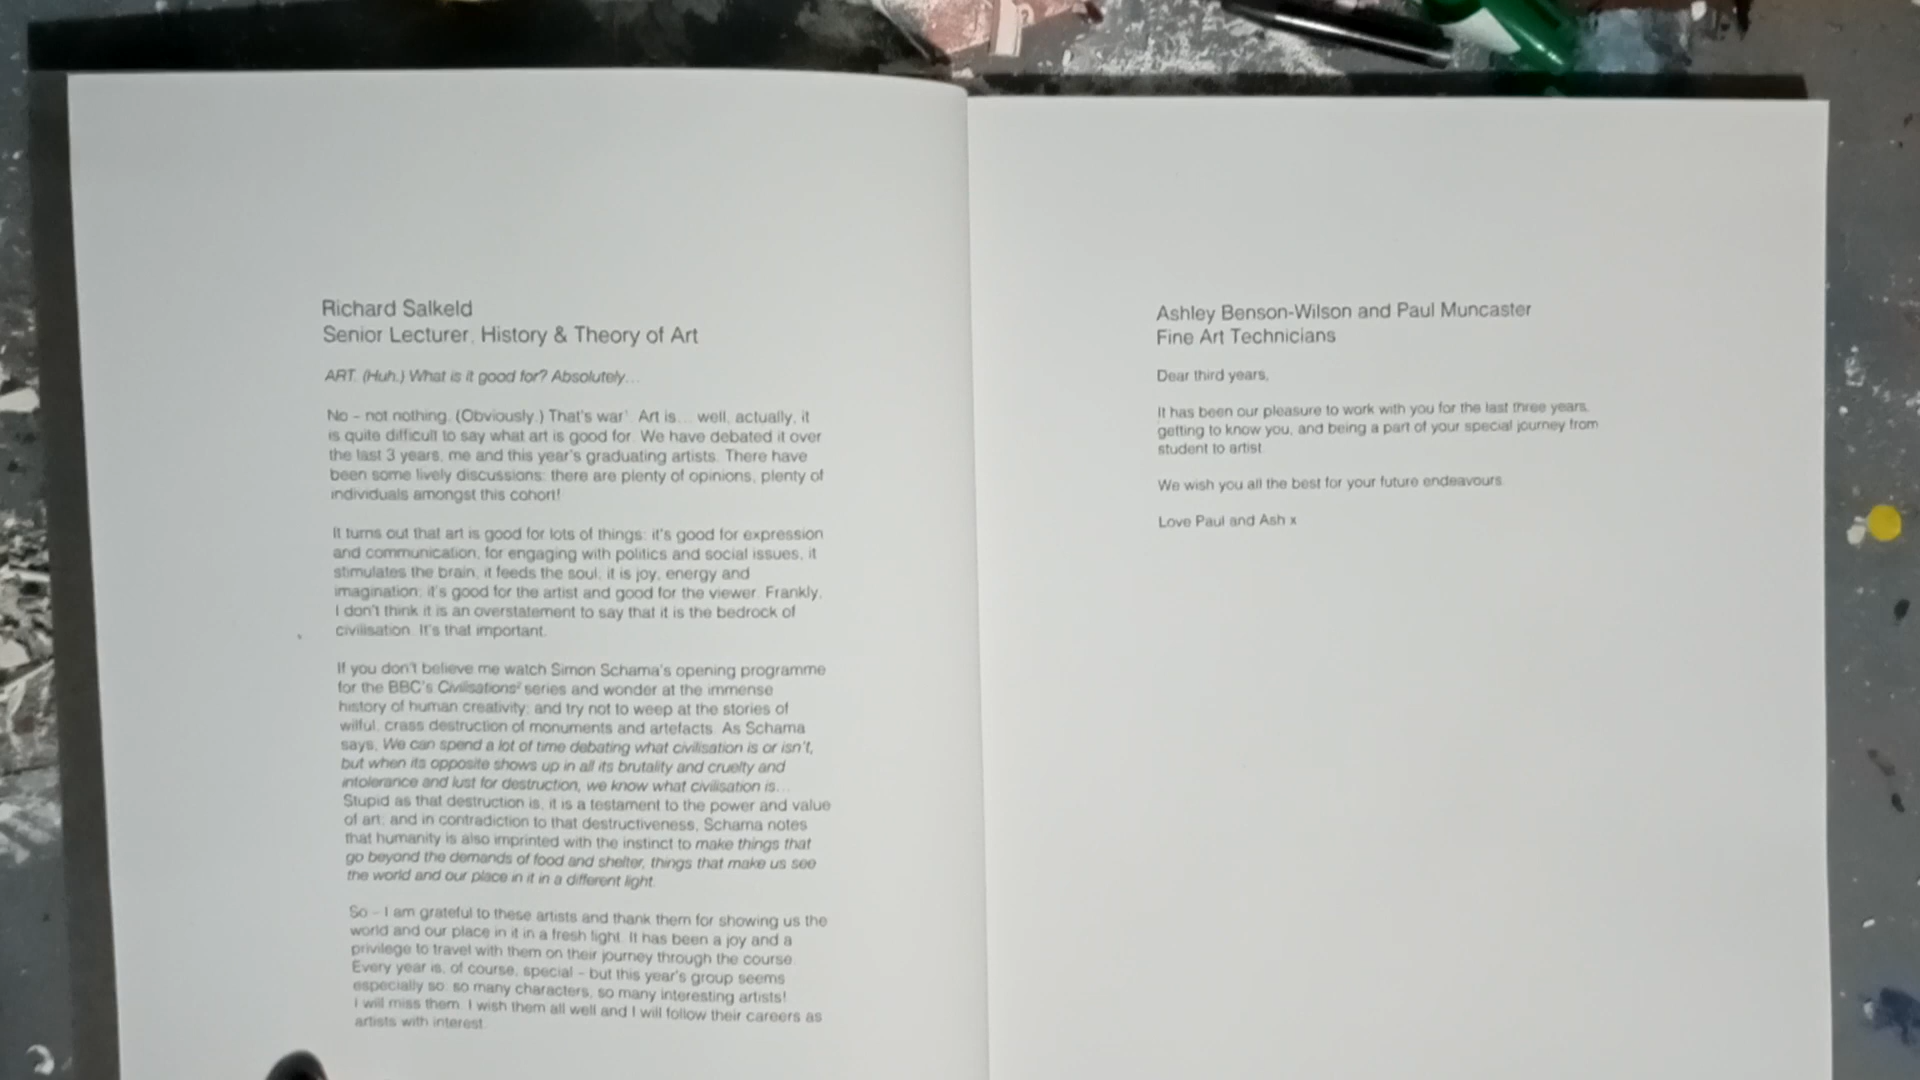 Richard Salkeld
Senior Lecturer, History & Theory of Art
ART. (Huh.) What is it good for? Absolutely…
No – not nothing. (Obviously.) That's war¹. Art is… well, actually, it
is quite difficult to say what art is good for. We have debated it over
the last 3 years, me and this year's graduating artists. There have
been some lively discussions: there are plenty of opinions, plenty of
individuals amongst this cohort!
It turns out that art is good for lots of things: it's good for expression
and communication, for engaging with politics and social issues, it
stimulates the brain, it feeds the soul, it is joy, energy and
imagination; it's good for the artist and good for the viewer. Frankly,
I don't think it is an overstatement to say that it is the bedrock of
civilisation. It's that important.
If you don't believe me watch Simon Schama's opening programme
for the BBC's Civilisations² series and wonder at the immense
history of human creativity; and try not to weep at the stories of
wilful, crass destruction of monuments and artefacts. As Schama
says, We can spend a lot of time debating what civilisation is or isn't,
but when its opposite shows up in all its brutality and cruelty and
intolerance and lust for destruction, we know what civilisation is…
Stupid as that destruction is, it is a testament to the power and value
of art; and in contradiction to that destructiveness, Schama notes
that humanity is also imprinted with the instinct to make things that
go beyond the demands of food and shelter, things that make us see
the world and our place in it in a different light.
So – I am grateful to these artists and thank them for showing us the
world and our place in it in a fresh light. It has been a joy and a
privilege to travel with them on their journey through the course.
Every year is, of course, special – but this year's group seems
especially so: so many characters, so many interesting artists!
I will miss them. I wish them all well and I will follow their careers as
artists with interest.
Ashley Benson-Wilson and Paul Muncaster
Fine Art Technicians
Dear third years,
It has been our pleasure to work with you for the last three years,
getting to know you, and being a part of your special journey from
student to artist.
We wish you all the best for your future endeavours.
Love Paul and Ash x